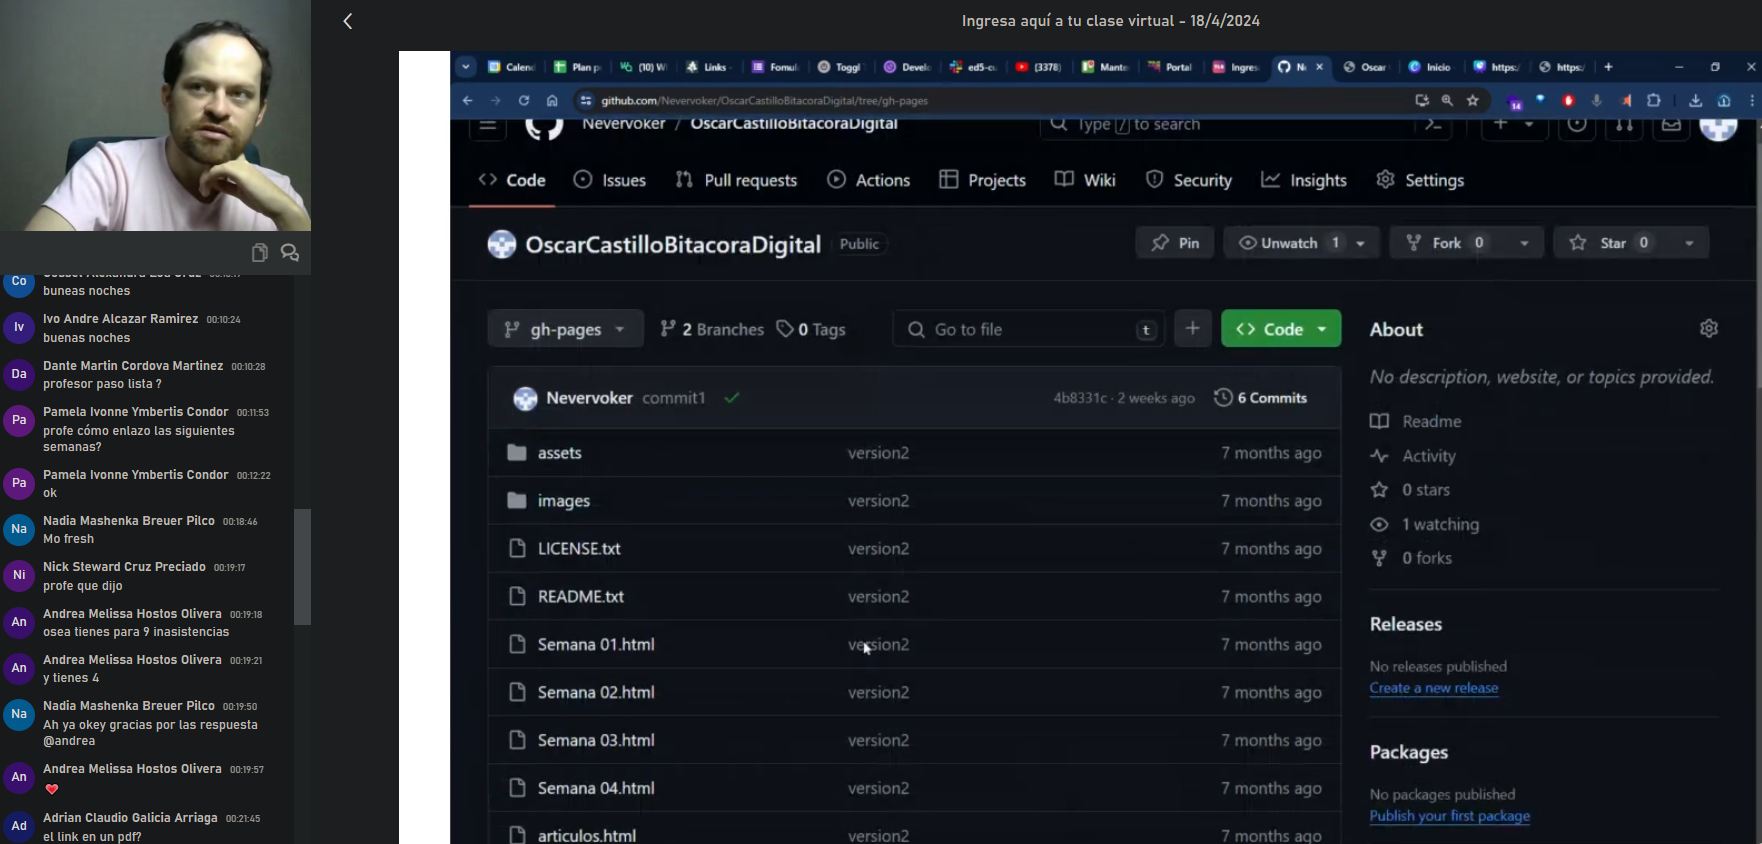 Ingresa aquí a tu clase virtual - 18/4/2024
Co
buneas noches
Iv
Ivo Andre Alcazar Ramirez 00:10:24
buenas noches
Da
Dante Martin Cordova Martinez 00:10:28
profesor paso lista ?
Pa
Pamela Ivonne Ymbertis Condor 00:11:53
profe cómo enlazo las siguientes
semanas?
Pa
Pamela Ivonne Ymbertis Condor 00:12:22
ok
Na
Nadia Mashenka Breuer Pilco 00:18:46
Mo fresh
Ni
Nick Steward Cruz Preciado 00:19:17
profe que dijo
An
Andrea Melissa Hostos Olivera 00:19:18
osea tienes para 9 inasistencias
An
Andrea Melissa Hostos Olivera 00:19:21
y tienes 4
Na
Nadia Mashenka Breuer Pilco 00:19:50
Ah ya okey gracias por las respuesta
@andrea
An
Andrea Melissa Hostos Olivera 00:19:57
❤️
Ad
Adrian Claudio Galicia Arriaga 00:21:45
el link en un pdf?
Calend Plan p (10) W Links - Fomul Toggl Devel ed5-c (3378) Mante Portal Ingres N Oscar Inicio https:/ https:/
github.com/Nevervoker/OscarCastilloBitacoraDigital/tree/gh-pages 14
Nevervoker / OscarCastilloBitacoraDigital Type / to search
Code Issues Pull requests Actions Projects Wiki Security Insights Settings
OscarCastilloBitacoraDigital Public Pin Unwatch 1 Fork 0 Star 0
gh-pages 2 Branches 0 Tags Go to file t Code
Nevervoker commit1 4b8331c · 2 weeks ago 6 Commits
assets version2 7 months ago
images version2 7 months ago
LICENSE.txt version2 7 months ago
README.txt version2 7 months ago
Semana 01.html version2 7 months ago
Semana 02.html version2 7 months ago
Semana 03.html version2 7 months ago
Semana 04.html version2 7 months ago
articulos.html version2 7 months ago
About
No description, website, or topics provided.
Readme
Activity
0 stars
1 watching
0 forks
Releases
No releases published
Create a new release
Packages
No packages published
Publish your first package